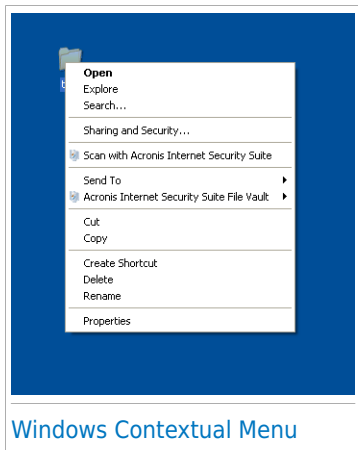 Open
Explore
Search...
Sharing and Security...
Scan with Acronis Internet Security Suite
Send To
Acronis Internet Security Suite File Vault
Cut
Copy
Create Shortcut
Delete
Rename
Properties
Windows Contextual Menu